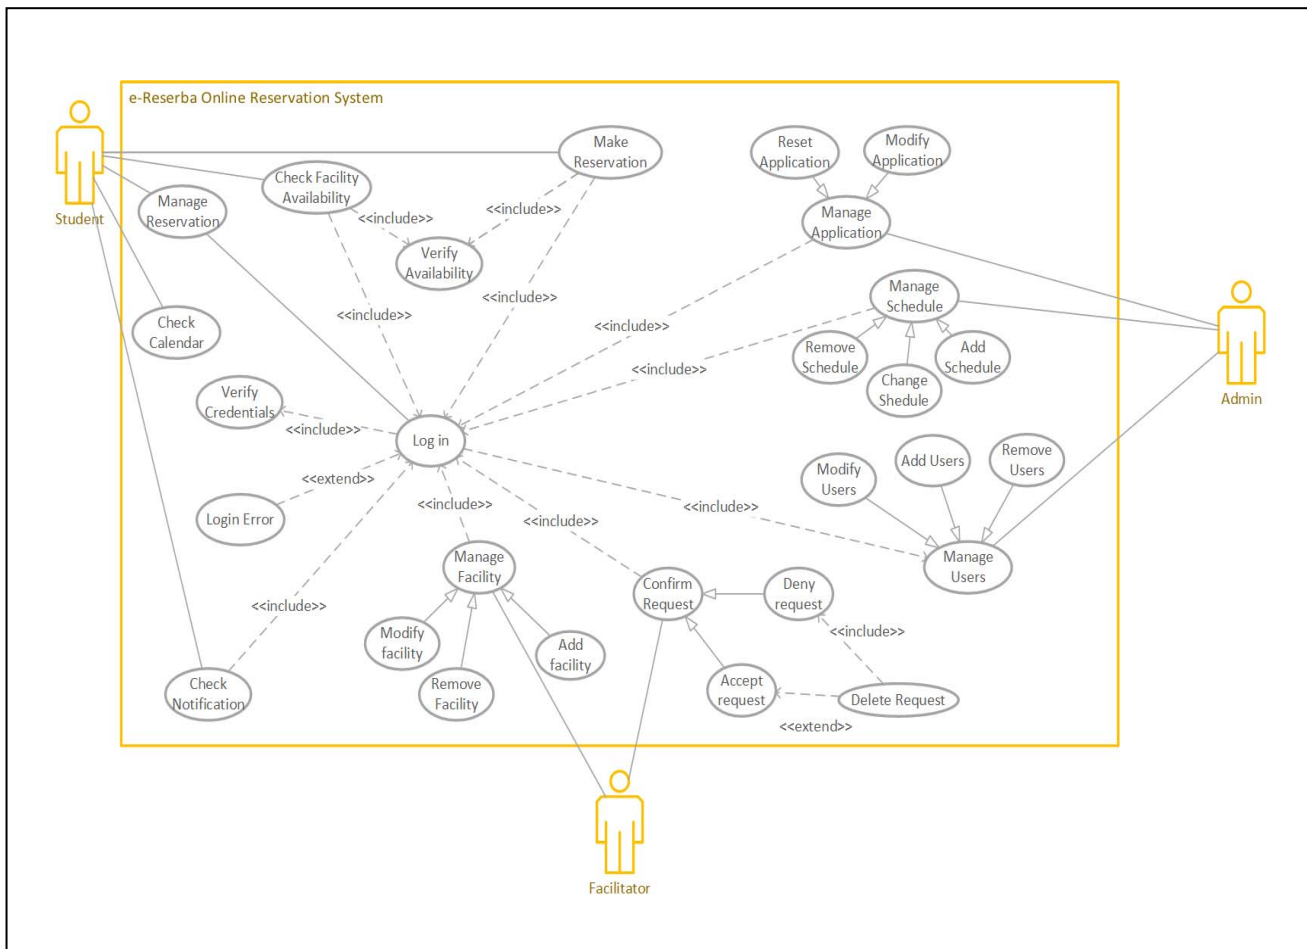 e-Reserba Online Reservation System
Make
Reservation
Reset
Application
Modify
Application
Check Facility
Availability
Manage
Reservation
Student
<<include>>
<<include>>
Manage
Application
Verify
Availability
Manage
Schedule
<<include>>
<<include>>
<<include>>
Check
Calendar
Remove
Schedule
Add
Schedule
<<include>>
Change
Shedule
Admin
Verify
Credentials
<<include>>
Log in
Modify
Users
Add Users
Remove
Users
<<extend>>
Login Error
<<include>>
<<include>>
<<include>>
Manage
Facility
Manage
Users
Confirm
Request
Deny
request
<<include>>
<<include>>
Modify
facility
Add
facility
Check
Notification
Remove
Facility
Accept
request
Delete Request
<<extend>>
Facilitator